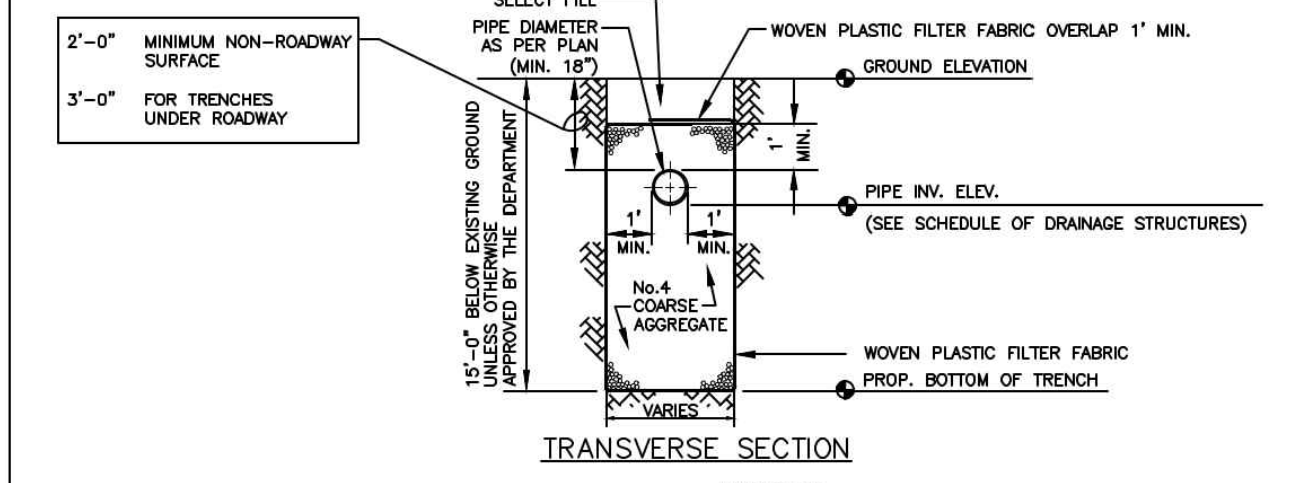 SELECT FILL
2'-0" MINIMUM NON-ROADWAY
SURFACE
3'-0" FOR TRENCHES
UNDER ROADWAY
PIPE DIAMETER
AS PER PLAN
(MIN. 18")
WOVEN PLASTIC FILTER FABRIC OVERLAP 1' MIN.
GROUND ELEVATION
15'-0" BELOW EXISTING GROUND
UNLESS OTHERWISE
APPROVED BY THE DEPARTMENT
1'
MIN.
PIPE INV. ELEV.
(SEE SCHEDULE OF DRAINAGE STRUCTURES)
1'
MIN.
1'
MIN.
No.4
COARSE
AGGREGATE
WOVEN PLASTIC FILTER FABRIC
PROP. BOTTOM OF TRENCH
VARIES
TRANSVERSE SECTION